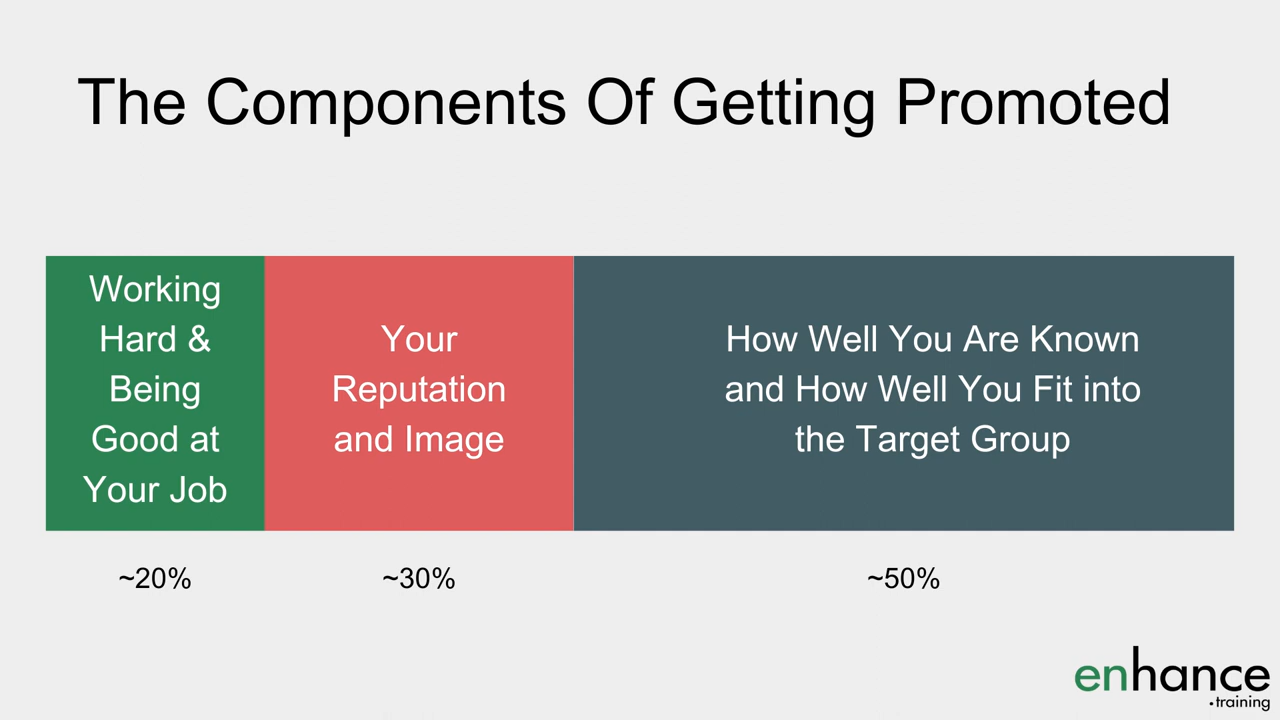 The Components Of Getting Promoted
Working
Hard &
Being
Good at
Your Job
Your
Reputation
and Image
How Well You Are Known
and How Well You Fit into
the Target Group
~20%
~30%
~50%
enhance
.training